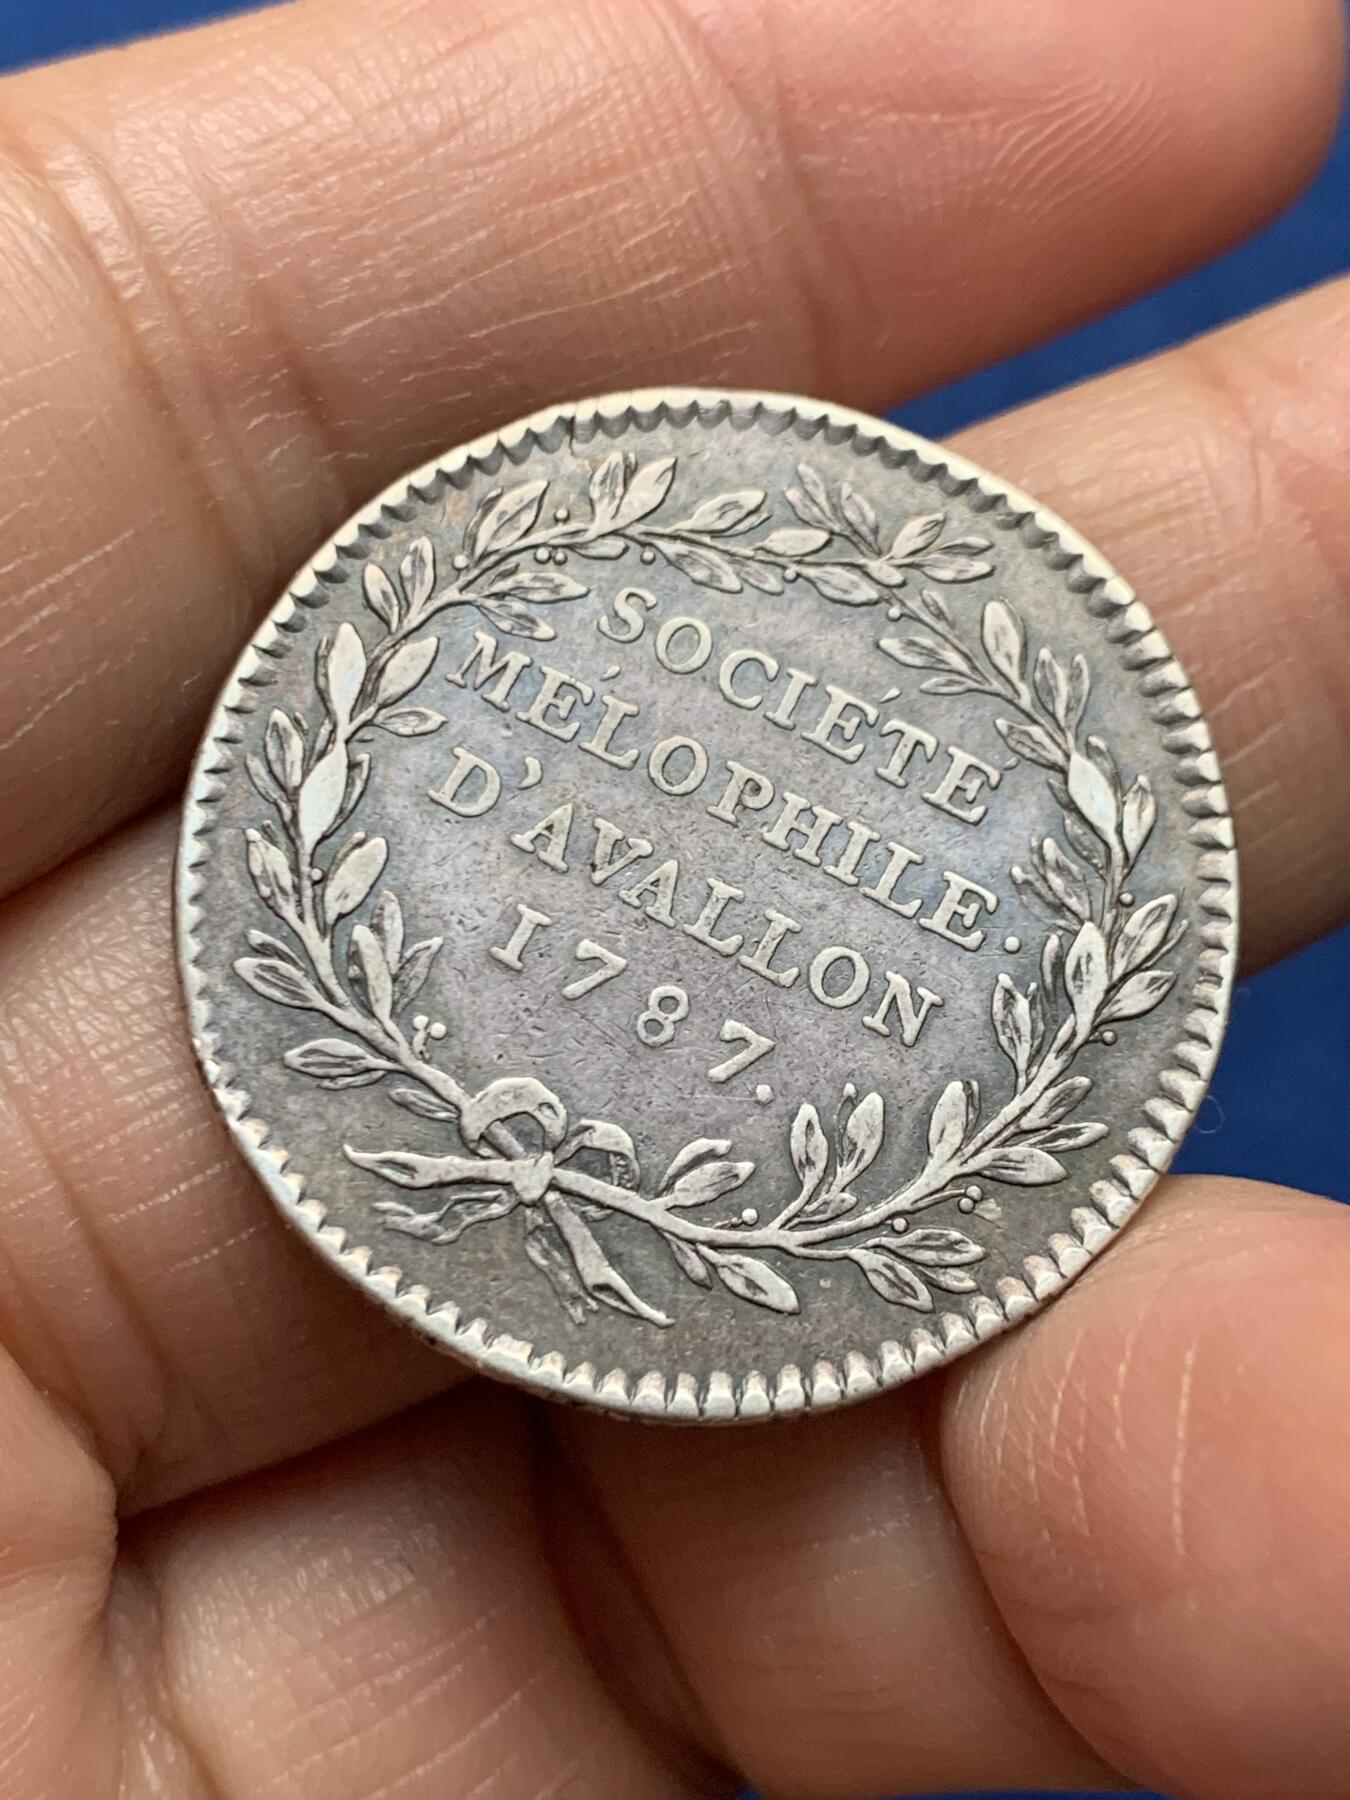 SOCIÉTÉ
MÉLOPHILE.
D'AVALLON
1787.